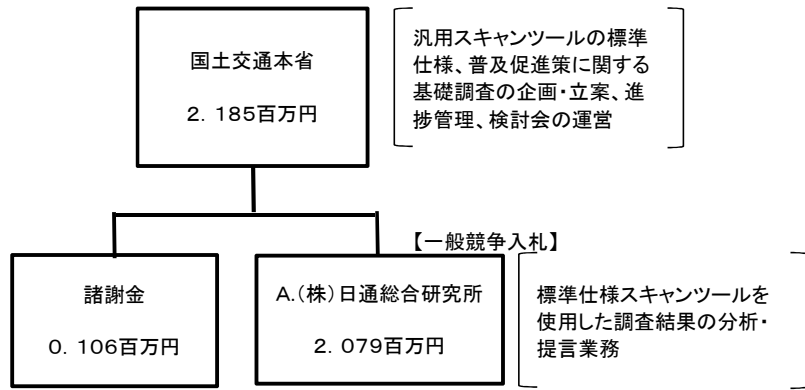 国土交通本省
2．185百万円
汎用スキャンツールの標準
仕様、普及促進策に関する
基礎調査の企画・立案、進
捗管理、検討会の運営
【一般競争入札】
諸謝金
0．106百万円
A.（株）日通総合研究所
2．079百万円
標準仕様スキャンツールを
使用した調査結果の分析・
提言業務